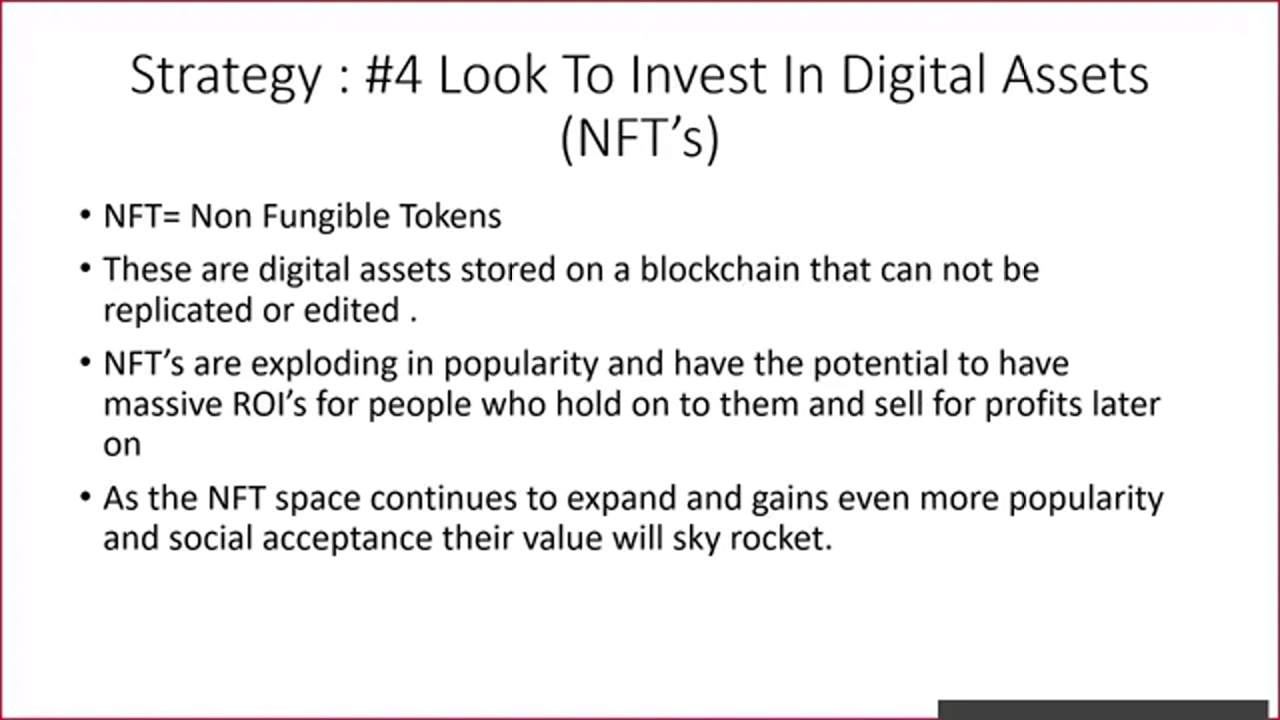 Strategy : #4 Look To Invest In Digital Assets
(NFT’s)
• NFT= Non Fungible Tokens
• These are digital assets stored on a blockchain that can not be
replicated or edited .
• NFT’s are exploding in popularity and have the potential to have
massive ROI’s for people who hold on to them and sell for profits later
on
• As the NFT space continues to expand and gains even more popularity
and social acceptance their value will sky rocket.